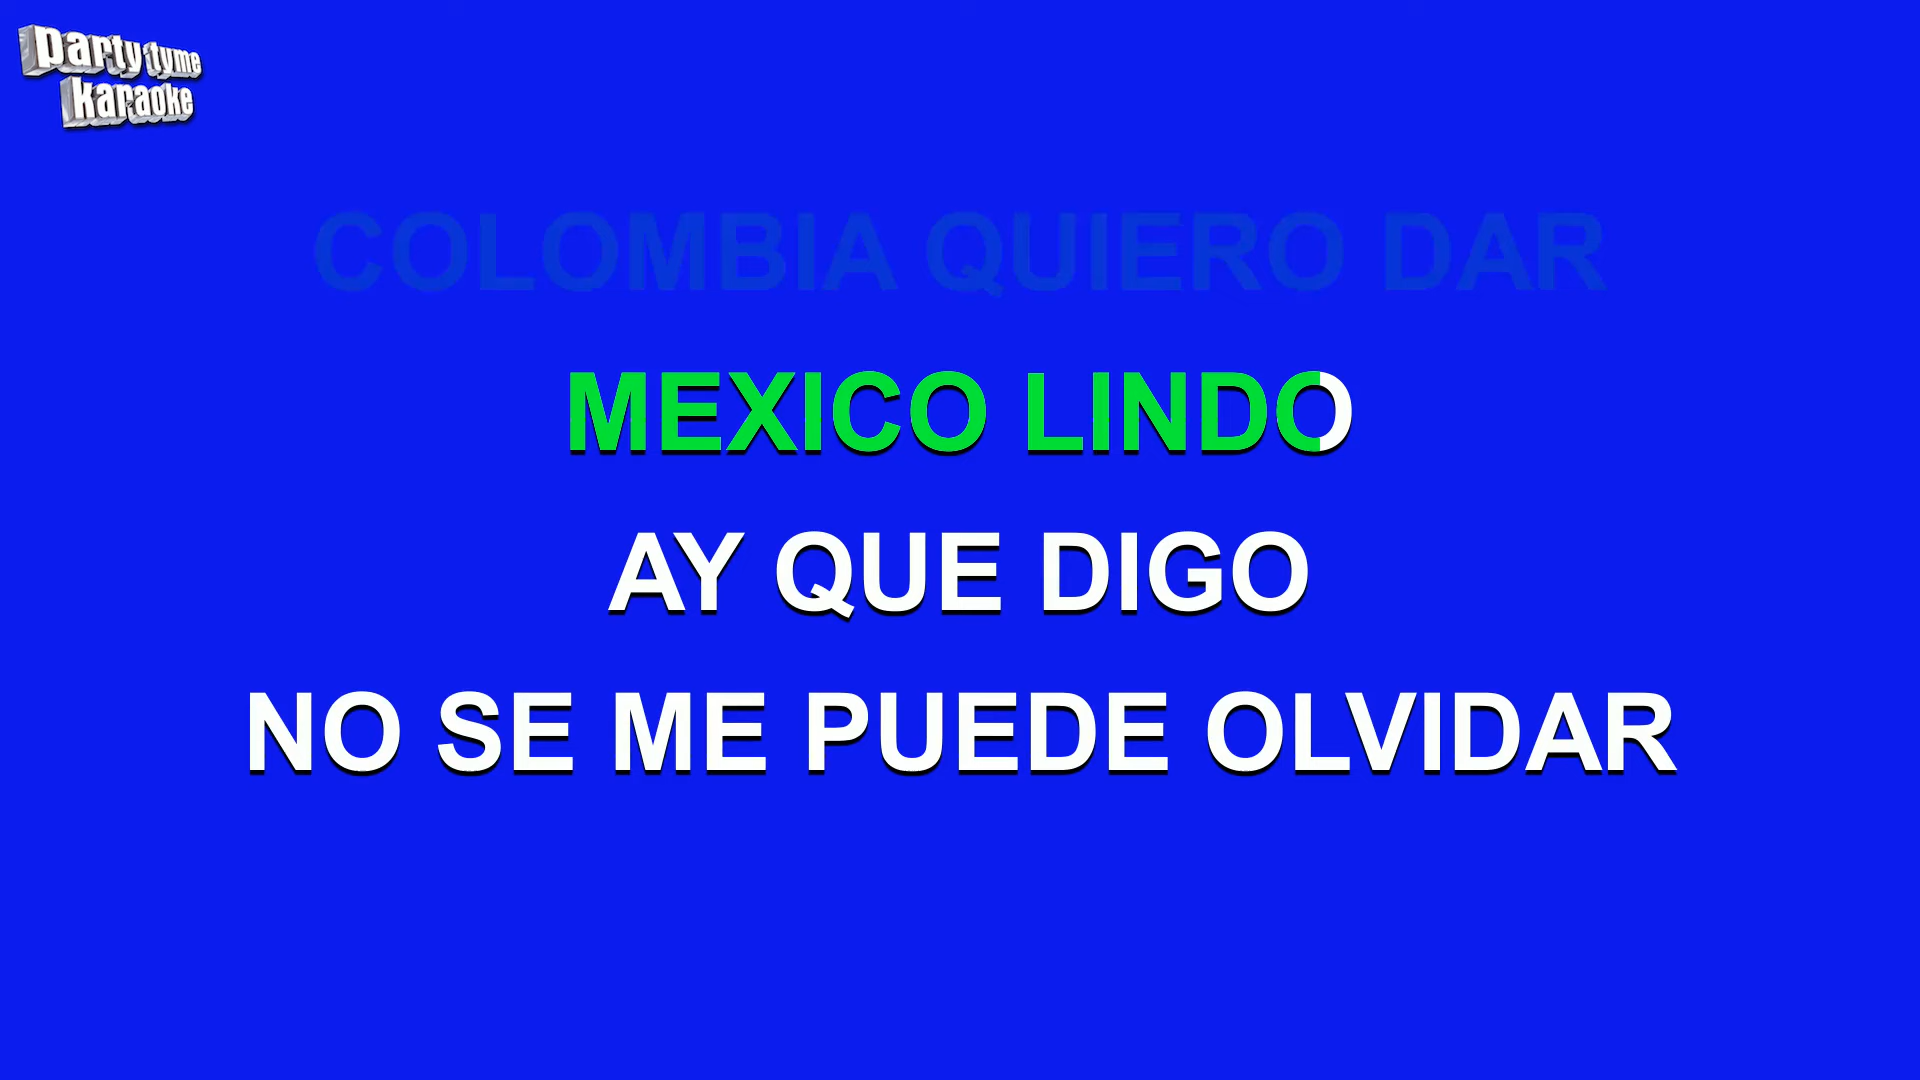 party tyme
karaoke
COLOMBIA QUIERO DAR
MEXICO LINDO
AY QUE DIGO
NO SE ME PUEDE OLVIDAR